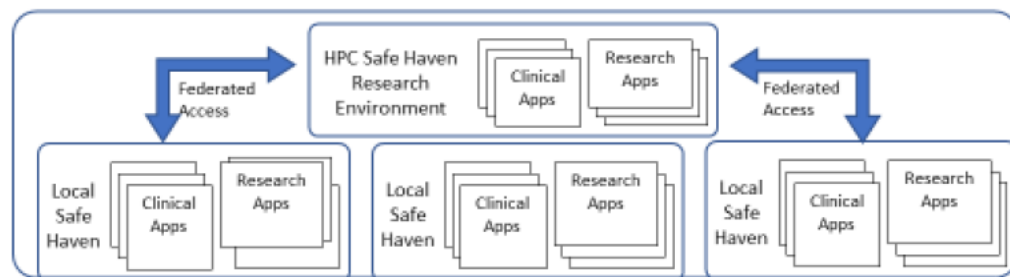 HPC Safe Haven
Research
Environment
Clinical
Apps
Research
Apps
Federated
Access
Federated
Access
Local
Safe
Haven
Clinical
Apps
Research
Apps
Local
Safe
Haven
Clinical
Apps
Research
Apps
Local
Safe
Haven
Clinical
Apps
Research
Apps